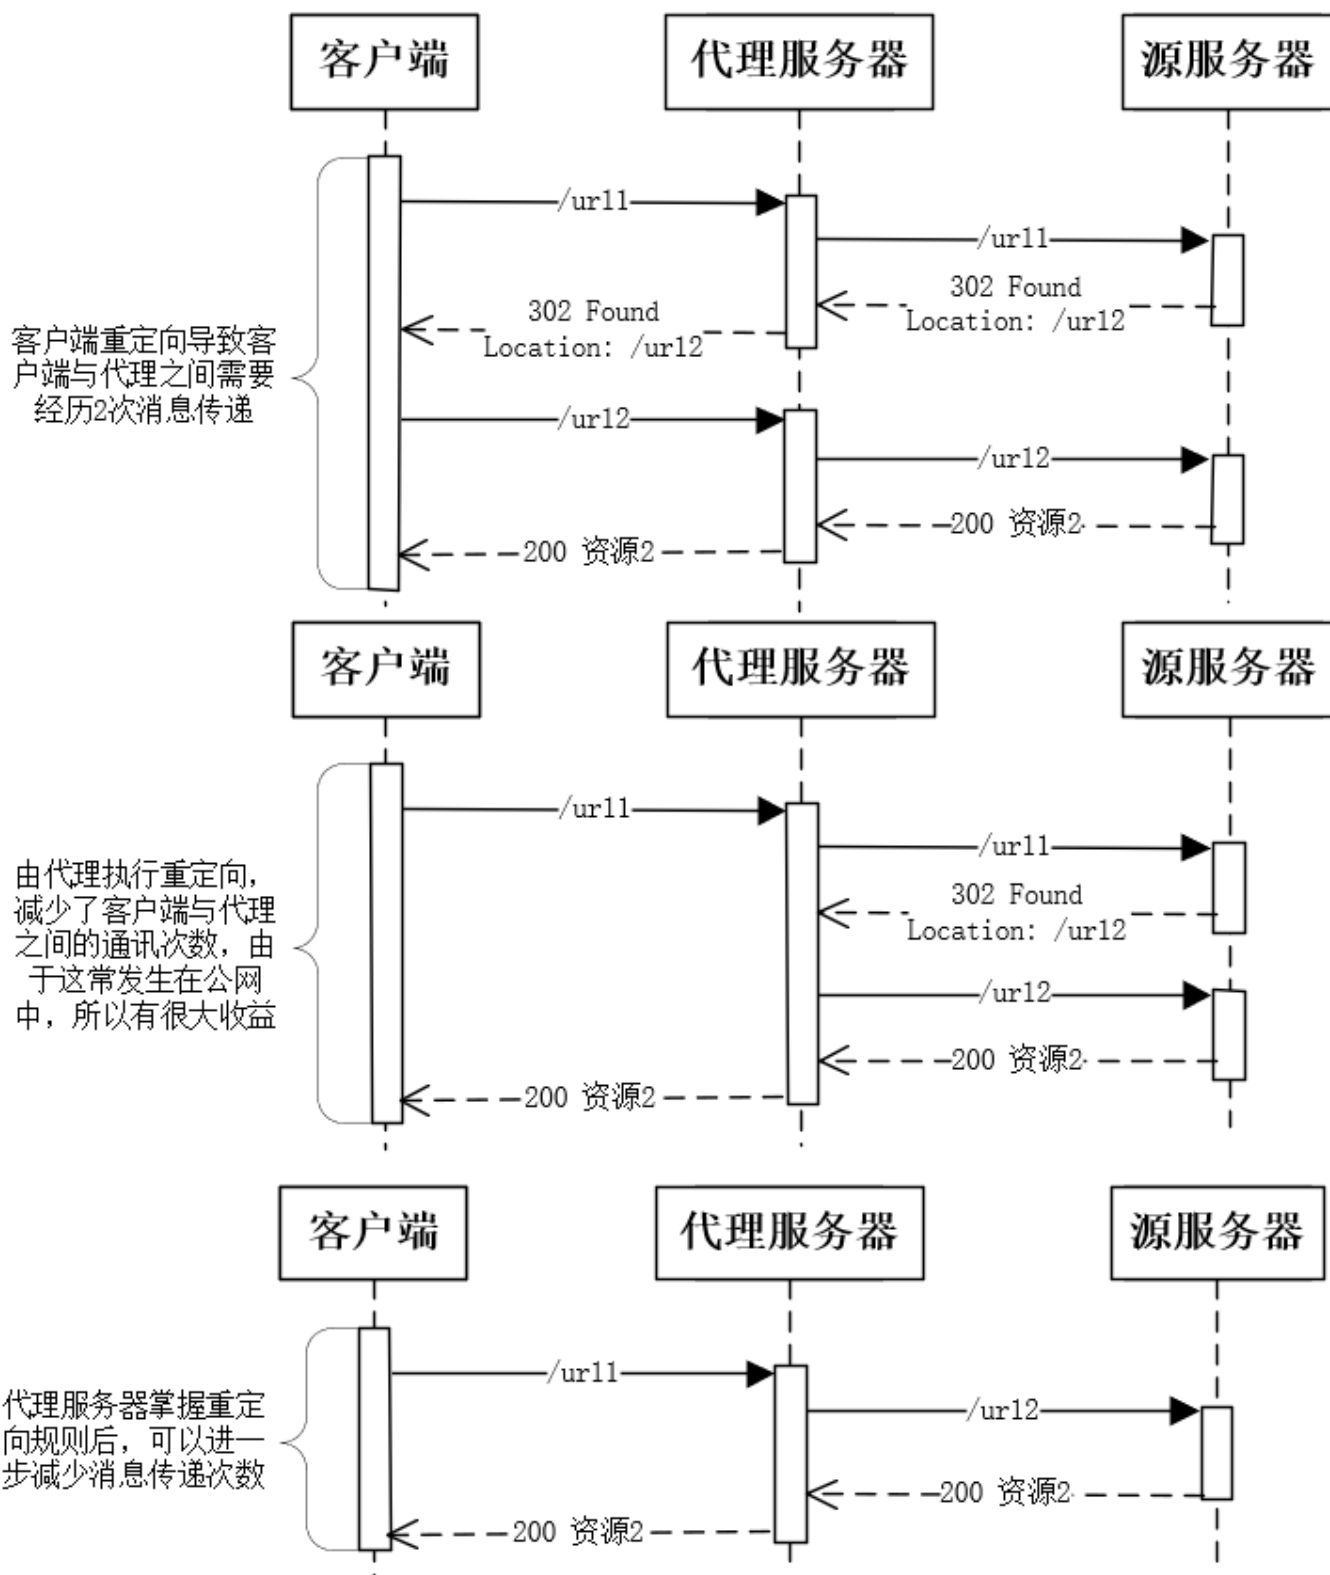 客户端
代理服务器
源服务器
/url1
/url1
302 Found
Location: /url2
302 Found
Location: /url2
客户端重定向导致客
户端与代理之间需要
经历2次消息传递
/url2
/url2
200 资源2
200 资源2
客户端
代理服务器
源服务器
/url1
/url1
302 Found
Location: /url2
由代理执行重定向，
减少了客户端与代理
之间的通讯次数，由
于这常发生在公网
中，所以有很大收益
/url2
200 资源2
200 资源2
客户端
代理服务器
源服务器
/url1
/url2
代理服务器掌握重定
向规则后，可以进一
步减少消息传递次数
200 资源2
200 资源2